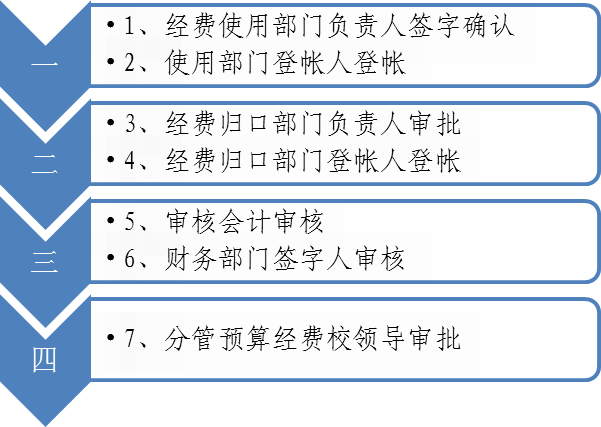 一
• 1、经费使用部门负责人签字确认
• 2、使用部门登帐人登帐
二
• 3、经费归口部门负责人审批
• 4、经费归口部门登帐人登帐
三
• 5、审核会计审核
• 6、财务部门签字人审核
四
• 7、分管预算经费校领导审批